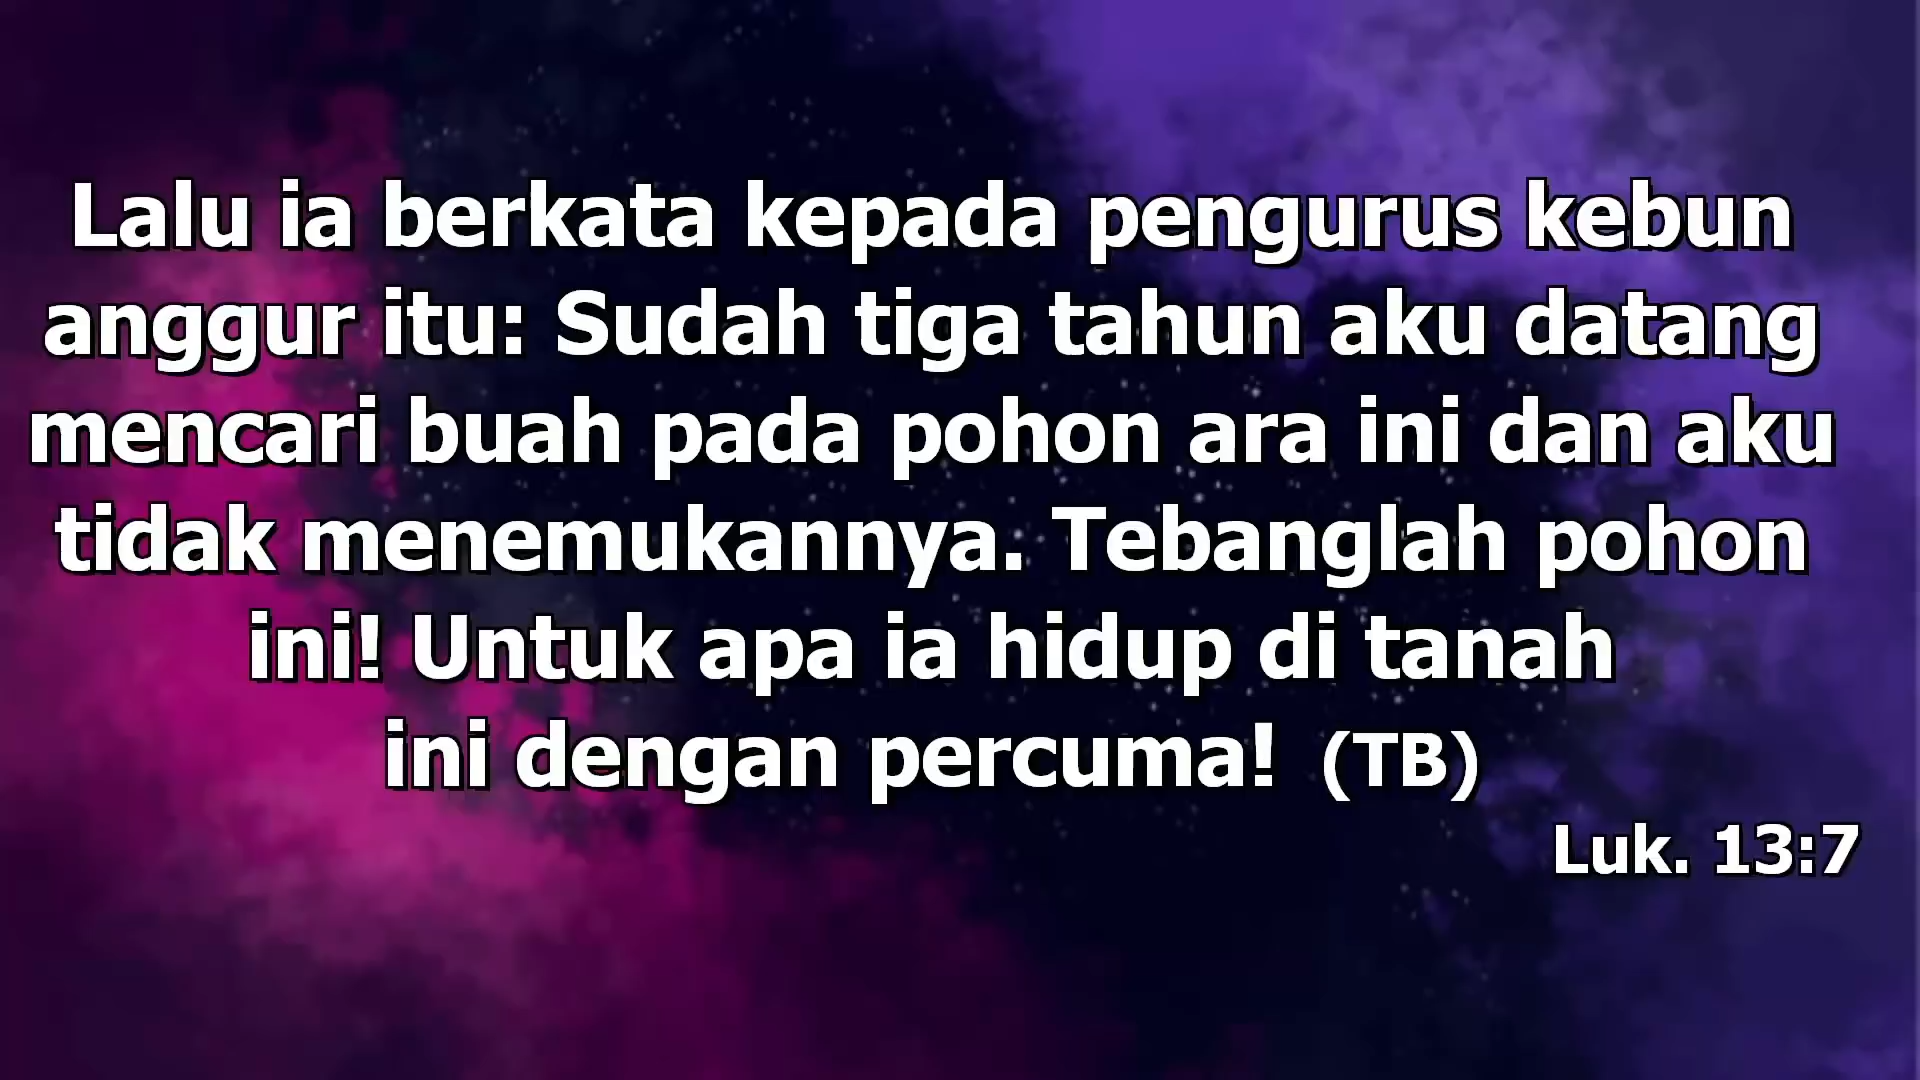 Lalu ia berkata kepada pengurus kebun
anggur itu: Sudah tiga tahun aku datang
mencari buah pada pohon ara ini dan aku
tidak menemukannya. Tebanglah pohon
ini! Untuk apa ia hidup di tanah
ini dengan percuma! (TB)
Luk. 13:7